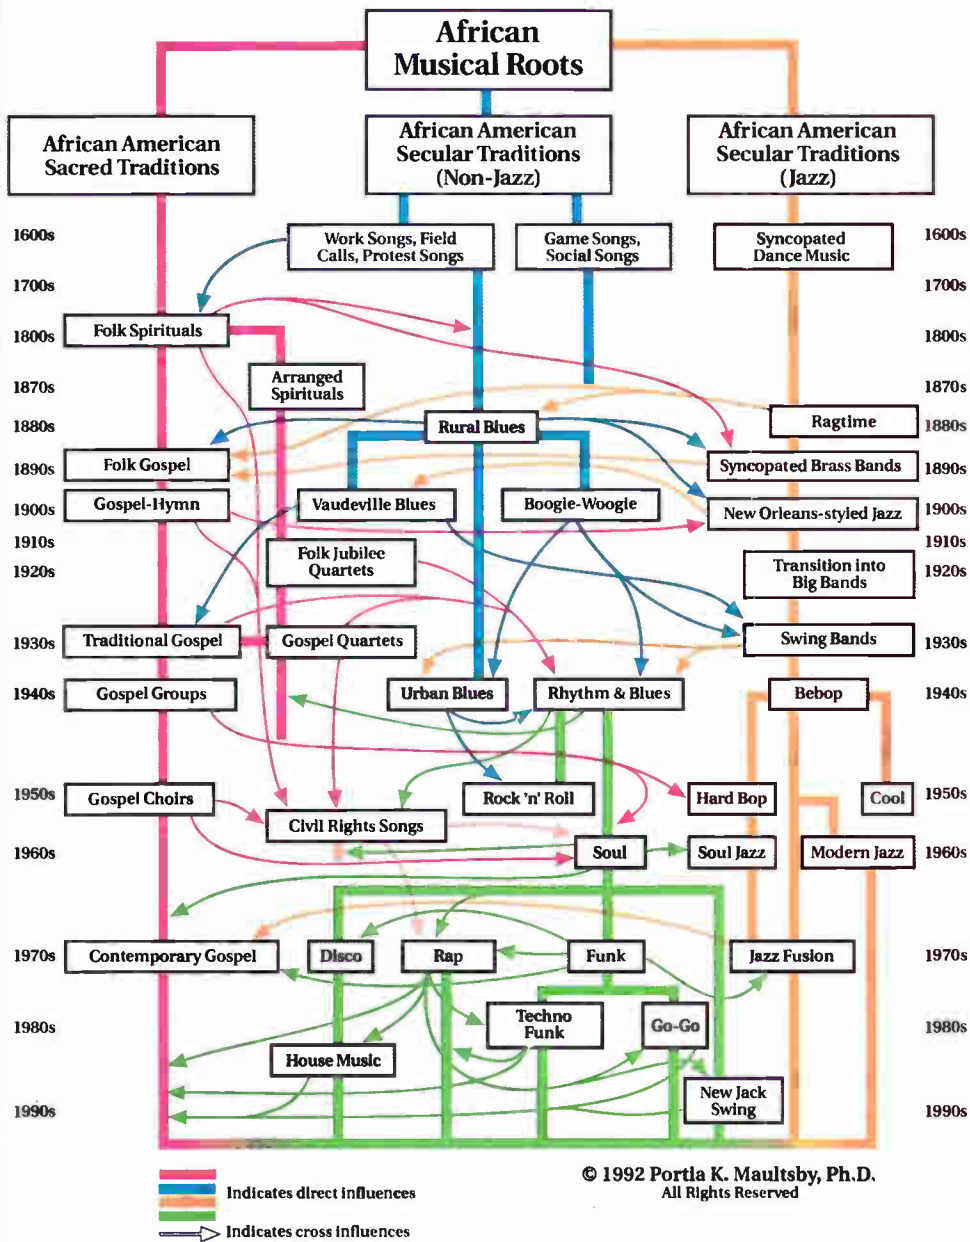 African
Musical Roots
African American
Sacred Traditions
African American
Secular Traditions
(Non-Jazz)
African American
Secular Traditions
(Jazz)
1600s
Work Songs, Field
Calls, Protest Songs
Game Songs,
Social Songs
Syncopated
Dance Music
1600s
1700s
1700s
Folk Spirituals
1800s
1800s
Arranged
Spirituals
1870s
1870s
Ragtime
1880s
Rural Blues
1880s
Folk Gospel
Syncopated Brass Bands
1890s
1890s
Gospel-Hymn
Vaudeville Blues
Boogie-Woogie
New Orleans-styled Jazz
1900s
1900s
1910s
1910s
Folk Jubilee
Quartets
Transition into
Big Bands
1920s
1920s
1930s
Traditional Gospel
Gospel Quartets
Swing Bands
1930s
1940s
Gospel Groups
Urban Blues
Rhythm & Blues
Bebop
1940s
1950s
Gospel Choirs
Rock 'n' Roll
Hard Bop
Cool
1950s
Civil Rights Songs
1960s
Soul
Soul Jazz
Modern Jazz
1960s
1970s
Contemporary Gospel
Disco
Rap
Funk
Jazz Fusion
1970s
1980s
Techno
Funk
Go-Go
1980s
House Music
New Jack
Swing
1990s
1990s
Indicates direct influences
Indicates cross influences
© 1992 Portia K. Maultsby, Ph.D.
All Rights Reserved